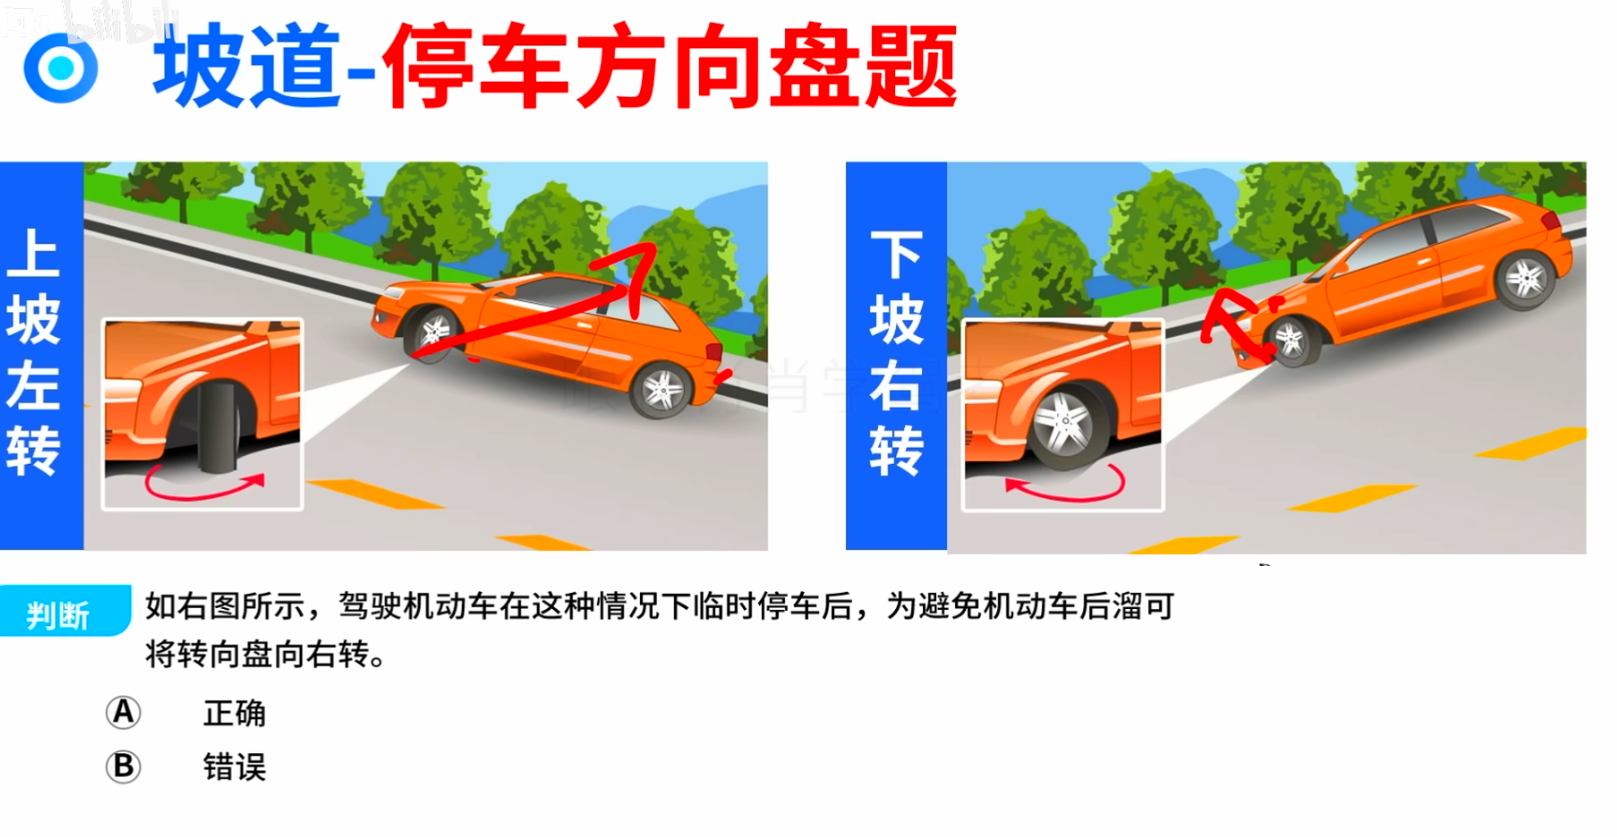 bilibili
坡道-停车方向盘题
上坡左转
下坡右转
判断
如右图所示，驾驶机动车在这种情况下临时停车后，为避免机动车后溜可
将转向盘向右转。
A 正确
B 错误